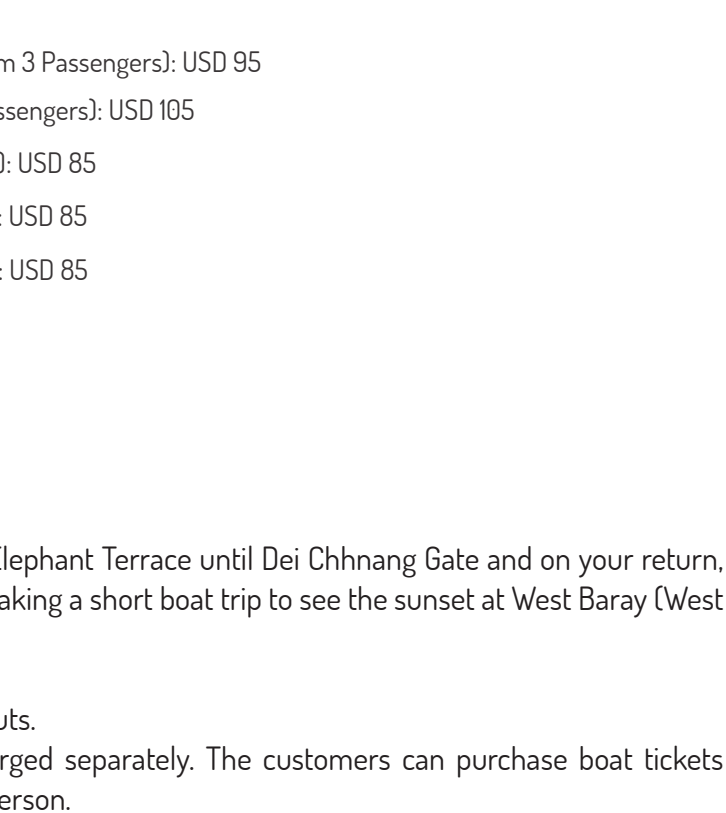 m 3 Passengers): USD 95
ssengers): USD 105
): USD 85
: USD 85
: USD 85
Elephant Terrace until Dei Chhnang Gate and on your return,
aking a short boat trip to see the sunset at West Baray (West
uts.
rged separately. The customers can purchase boat tickets
erson.